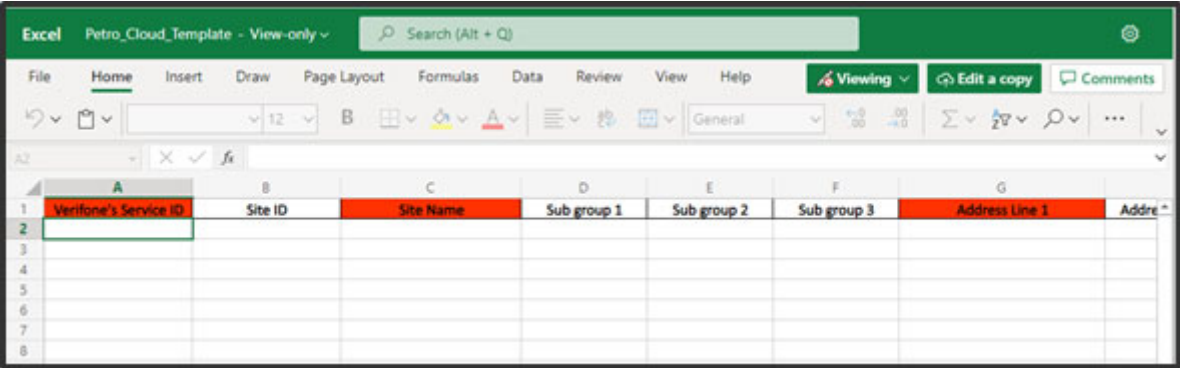 Excel Petro_Cloud_Template - View-only Search (Alt + Q)
File Home Insert Draw Page Layout Formulas Data Review View Help Viewing Edit a copy Comments
12 B A General
A2 fx
A B C D E F G
1 Verifone's Service ID Site ID Site Name Sub group 1 Sub group 2 Sub group 3 Address Line 1 Addre
2
3
4
5
6
7
8